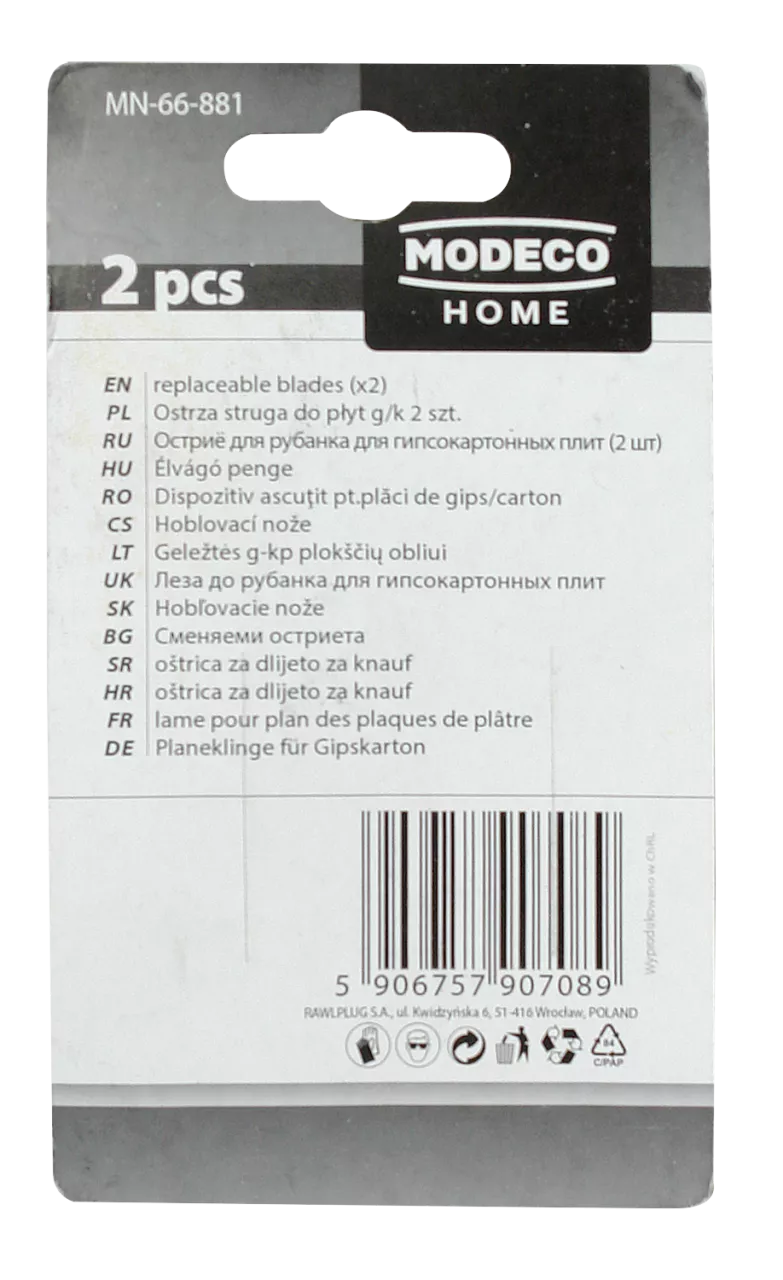 MN-66-881
MODECO
HOME
2 pcs
EN replaceable blades (x2)
PL Ostrza struga do płyt g/k 2 szt.
RU Остриё для рубанка для гипсокартонных плит (2 шт)
HU Élvágó penge
RO Dispozitiv ascuţit pt.plăci de gips/carton
CS Hoblovací nože
LT Geležtės g-kp plokščių obliui
UK Леза до рубанка для гипсокартонных плит
SK Hobľovacie nože
BG Сменяеми остриета
SR oštrica za dlijeto za knauf
HR oštrica za dlijeto za knauf
FR lame pour plan des plaques de plâtre
DE Planeklinge für Gipskarton
Wyprodukowano w ChRL
5 906757 907089
RAWLPLUG S.A., ul. Kwidzyńska 6, 51-416 Wrocław, POLAND
84
C/PAP